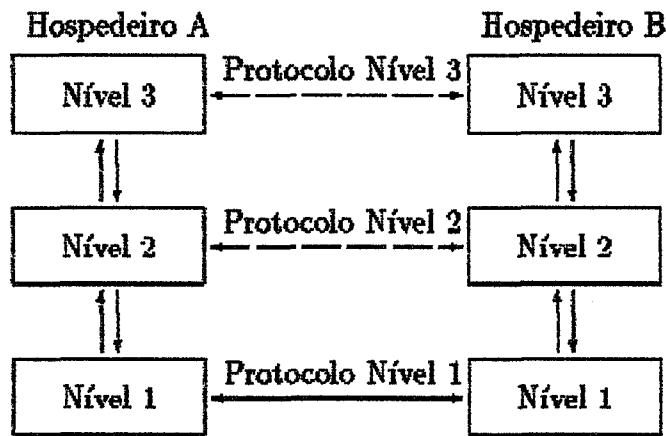 Hospedeiro A
Hospedeiro B
Nível 3
Protocolo Nível 3
Nível 3
Nível 2
Protocolo Nível 2
Nível 2
Nível 1
Protocolo Nível 1
Nível 1